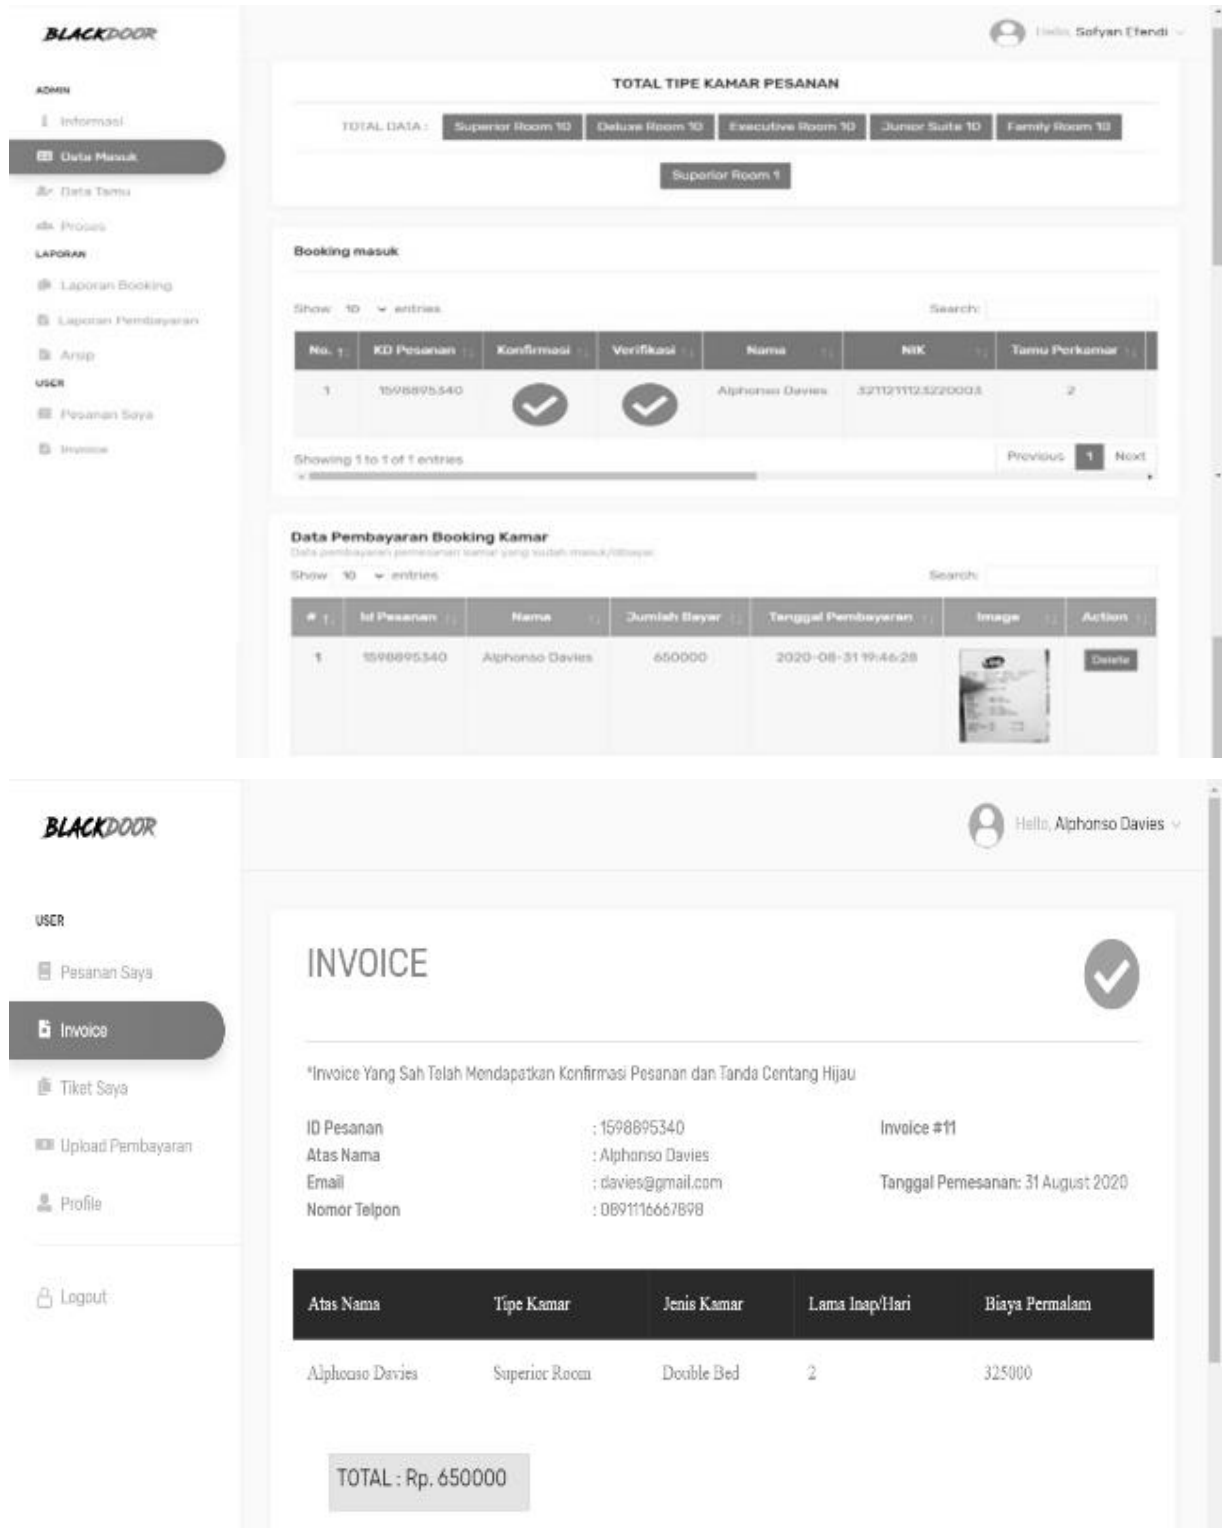 BLACKDOOR
Hello, Sofyan Efendi
ADMIN
Informasi
Data Masuk
Data Tamu
Proses
LAPORAN
Laporan Booking
Laporan Pembayaran
Arsip
USER
Pesanan Saya
Invoice
TOTAL TIPE KAMAR PESANAN
TOTAL DATA : Superior Room 10 Deluxe Room 10 Executive Room 10 Junior Suite 10 Family Room 10
Superior Room 1
Booking masuk
Show 10 entries Search:
No. KD Pesanan Konfirmasi Verifikasi Nama NIK Tamu Perkamar
1 1598895340 Alphonso Davies 3211211123220003 2
Showing 1 to 1 of 1 entries Previous 1 Next
Data Pembayaran Booking Kamar
Data pembayaran pemesanan kamar yang sudah masuk/dibayar
Show 10 entries Search:
# Id Pesanan Nama Jumlah Bayar Tanggal Pembayaran Image Action
1 1598895340 Alphonso Davies 650000 2020-08-31 19:46:28 Delete
BLACKDOOR
Hello, Alphonso Davies
USER
Pesanan Saya
Invoice
Tiket Saya
Upload Pembayaran
Profile
Logout
INVOICE
*Invoice Yang Sah Telah Mendapatkan Konfirmasi Pesanan dan Tanda Centang Hijau
ID Pesanan : 1598895340 Invoice #11
Atas Nama : Alphonso Davies
Email : davies@gmail.com Tanggal Pemesanan: 31 August 2020
Nomor Telpon : 0891116667898
Atas Nama Tipe Kamar Jenis Kamar Lama Inap/Hari Biaya Permalam
Alphonso Davies Superior Room Double Bed 2 325000
TOTAL : Rp. 650000